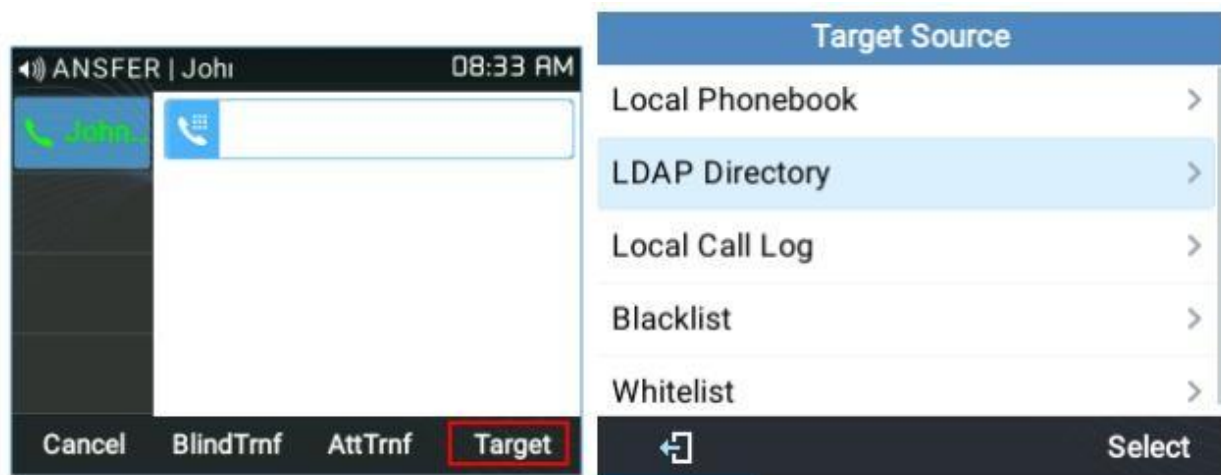 ANSFER | Johı
08:33 AM
John..
Cancel BlindTrnf AttTrnf Target
Target Source
Local Phonebook
LDAP Directory
Local Call Log
Blacklist
Whitelist
Select